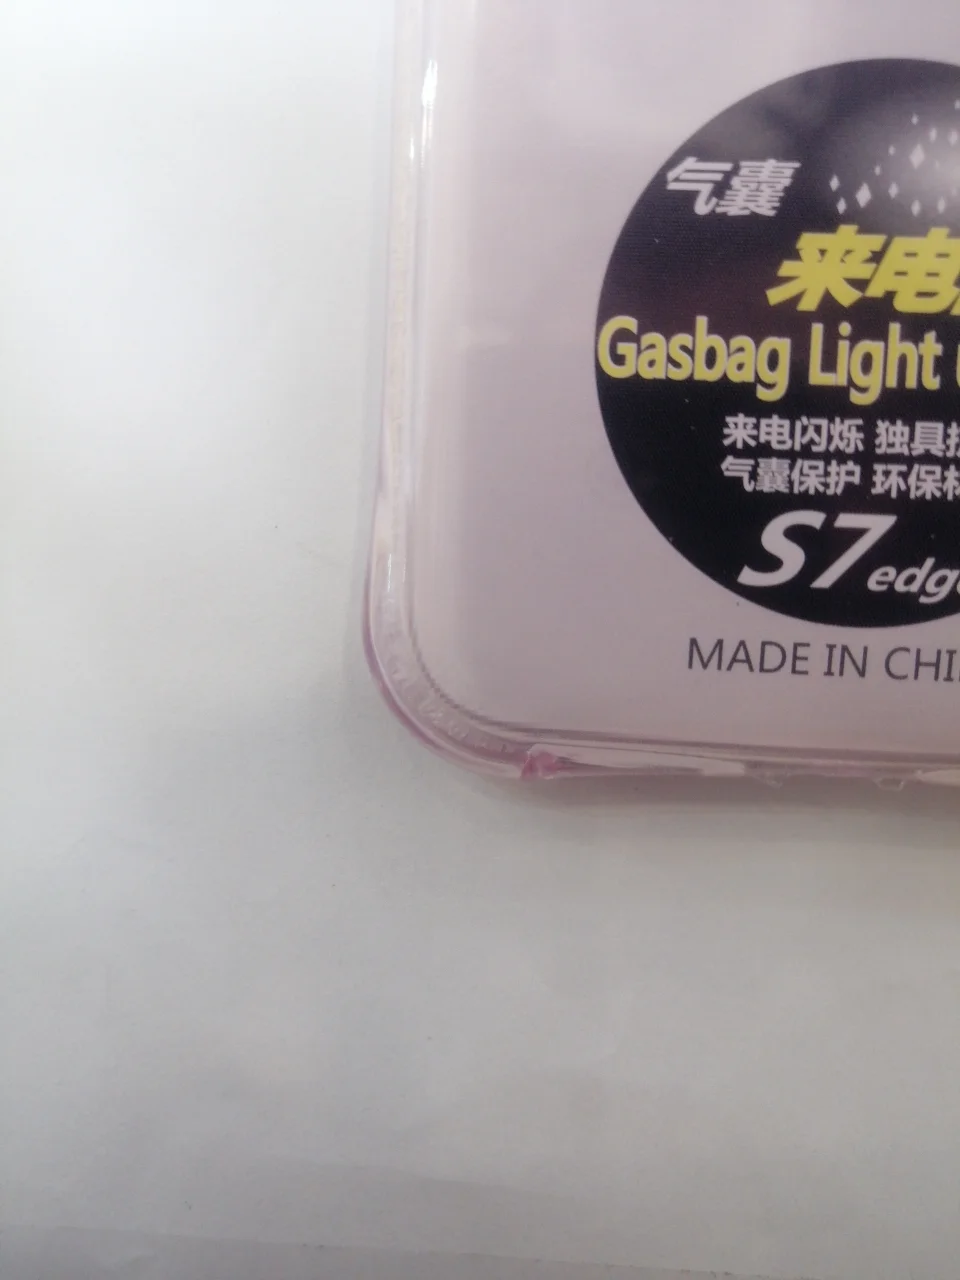 气囊
来电
Gasbag Light
来电闪烁 独具
气囊保护 环保
S7 edge
MADE IN CHI